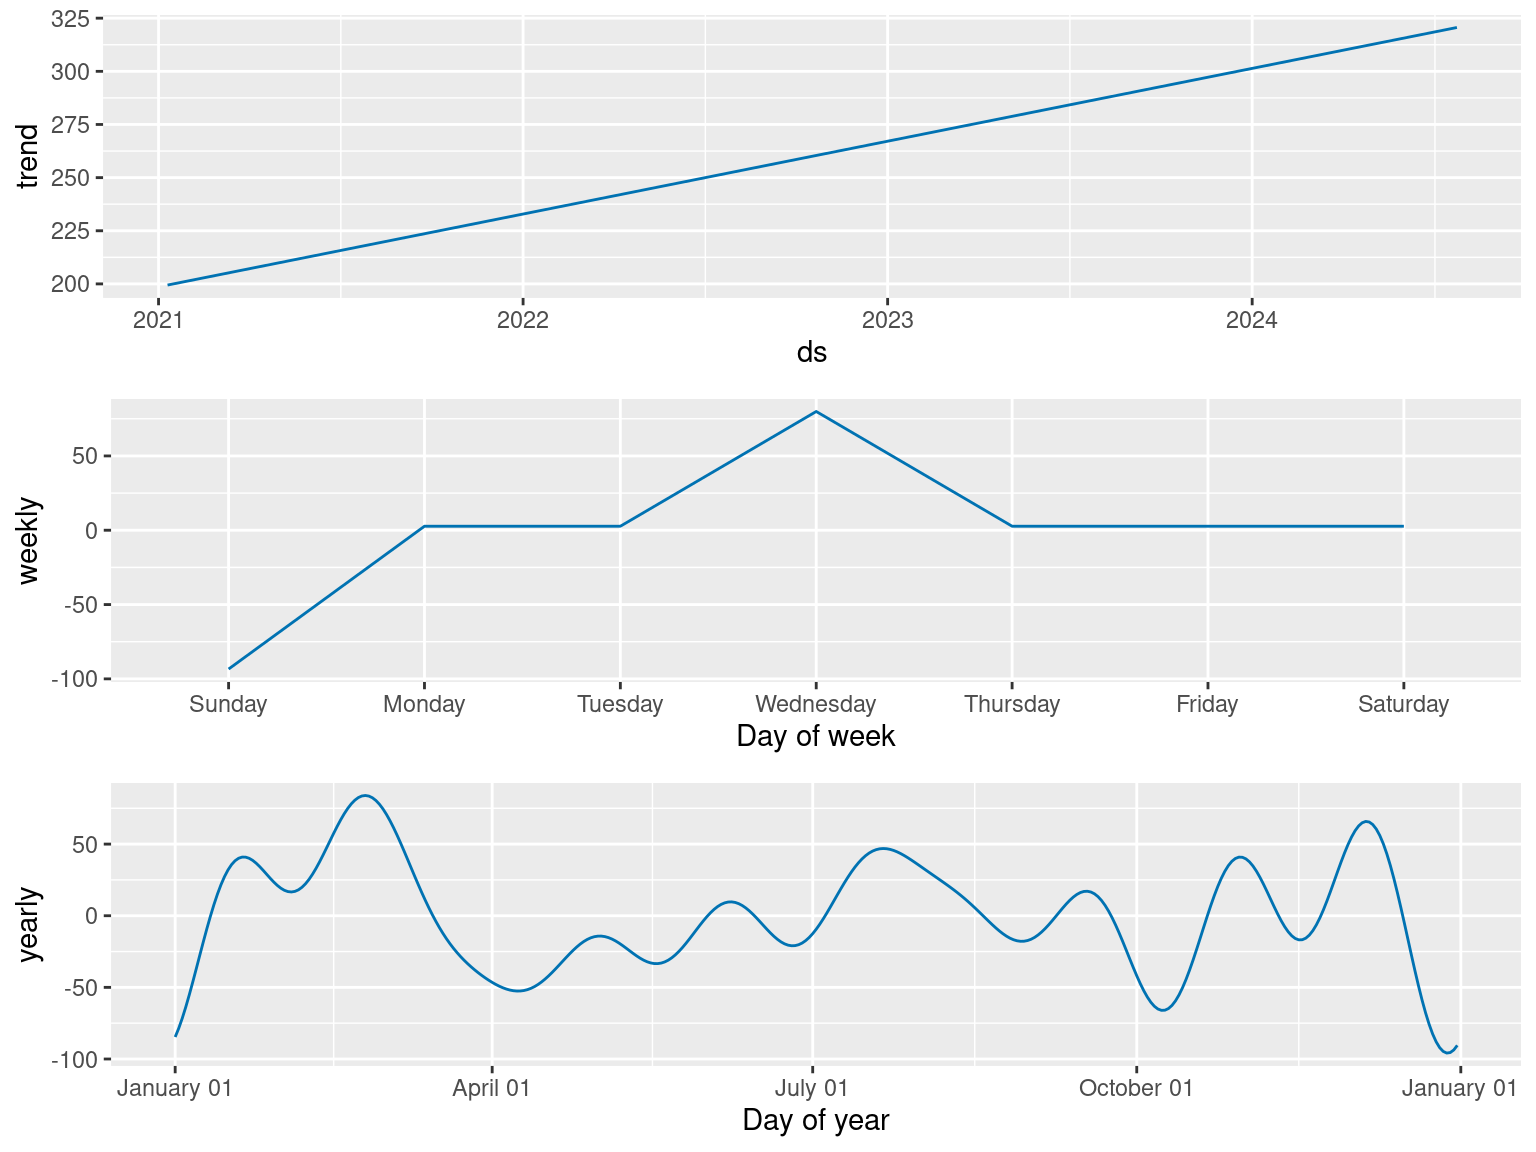 325
300
275
250
225
200
trend
2021 2022 2023 2024
ds
50
0
-50
-100
weekly
Sunday Monday Tuesday Wednesday Thursday Friday Saturday
Day of week
50
0
-50
-100
yearly
January 01 April 01 July 01 October 01 January 01
Day of year